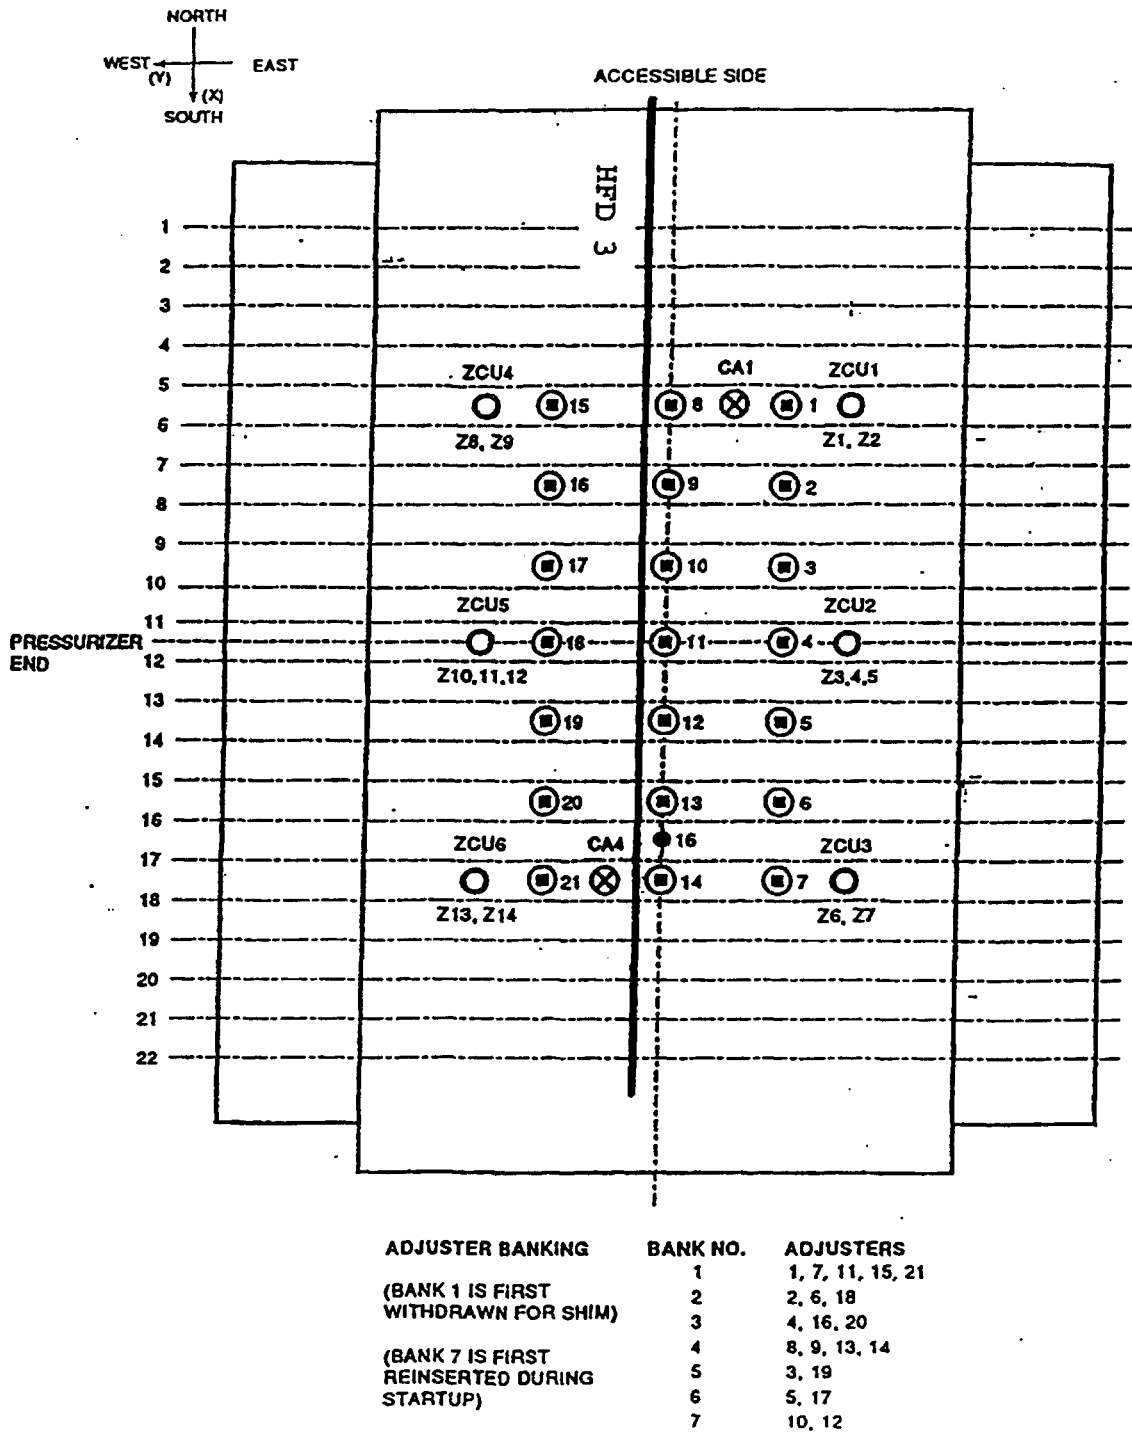 NORTH
WEST EAST
(Y)
(X)
SOUTH
ACCESSIBLE SIDE
HFD 3
1
2
3
4
ZCU4 CA1 ZCU1
5
15 8 1
6
Z8, Z9 Z1, Z2
7
16 9 2
8
9
17 10 3
10
ZCU5 ZCU2
11
PRESSURIZER
END
18 11 4
12
Z10,11,12 Z3,4,5
13
19 12 5
14
15
20 13 6
16
16
ZCU6 CA4 ZCU3
17
21 14 7
18
Z13, Z14 Z6, Z7
19
20
21
22
ADJUSTER BANKING BANK NO. ADJUSTERS
1 1, 7, 11, 15, 21
(BANK 1 IS FIRST
WITHDRAWN FOR SHIM)
2 2, 6, 18
3 4, 16, 20
4 8, 9, 13, 14
(BANK 7 IS FIRST
REINSERTED DURING
STARTUP)
5 3, 19
6 5, 17
7 10, 12